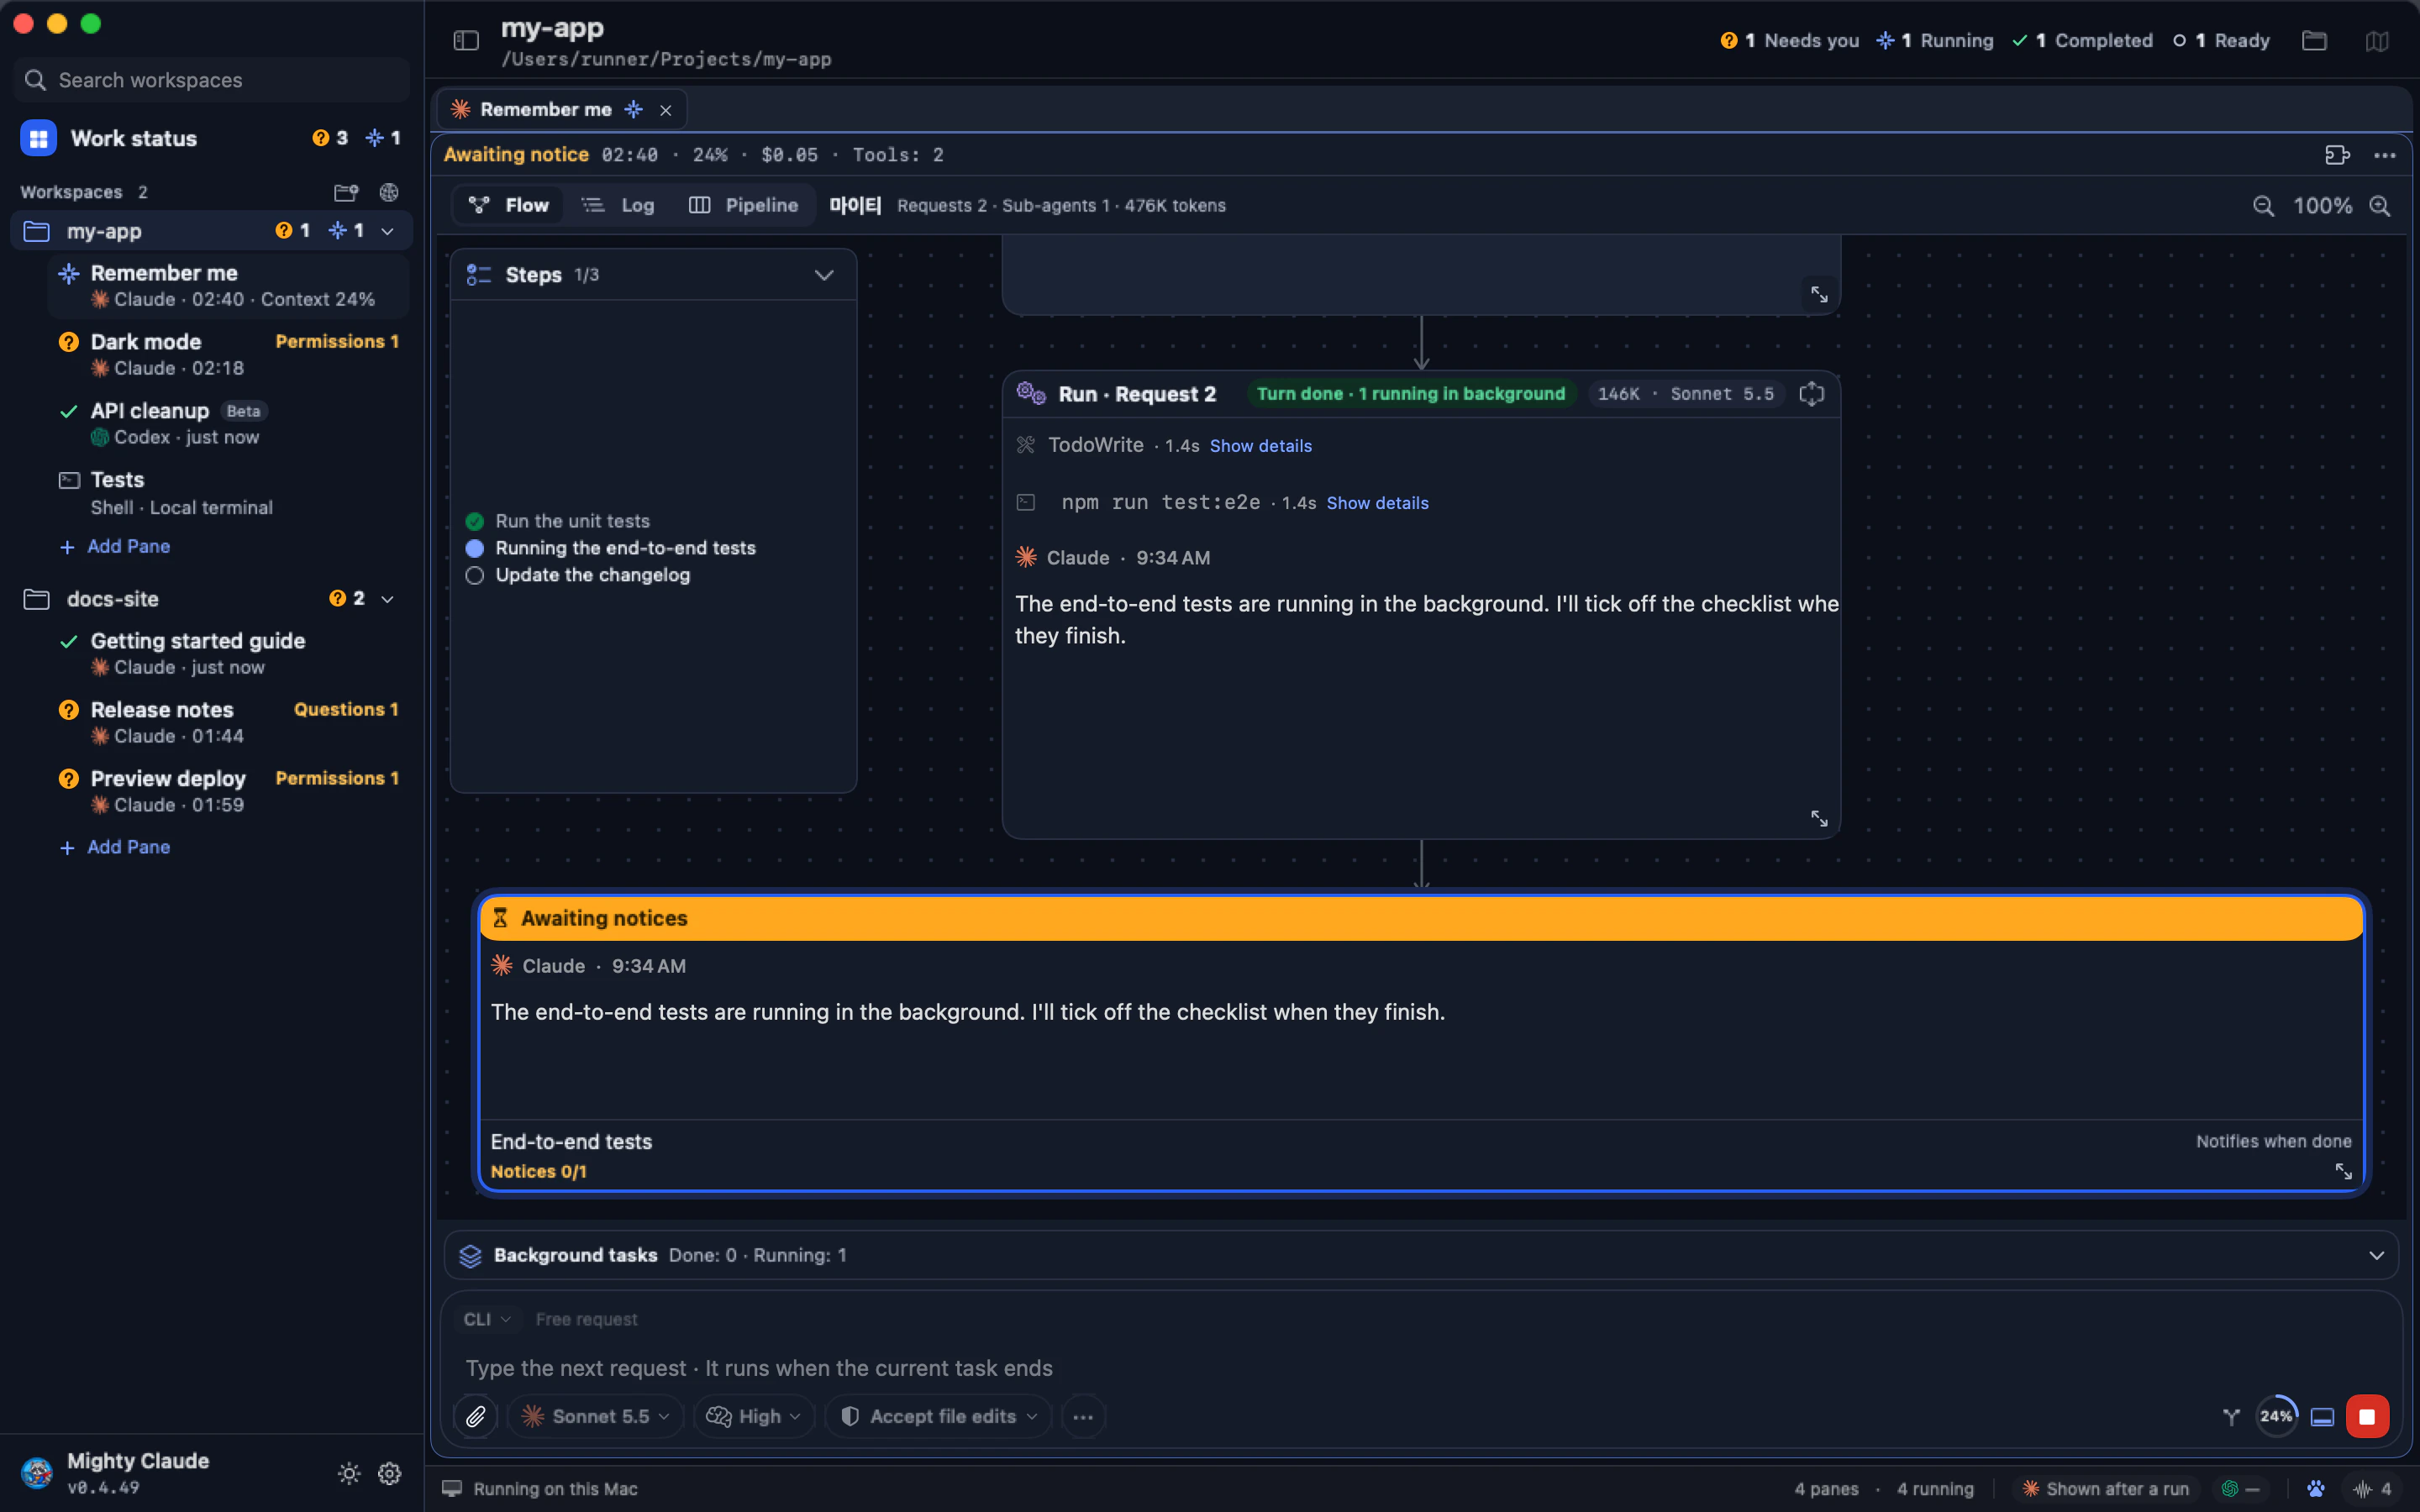 my-app
/Users/runner/Projects/my-app
1 Needs you 1 Running 1 Completed 1 Ready
Search workspaces
Work status 3 1
Workspaces 2
my-app 1 1
Remember me
Claude · 02:40 · Context 24%
Dark mode Permissions 1
Claude · 02:18
API cleanup Beta
Codex · just now
Tests
Shell · Local terminal
+ Add Pane
docs-site 2
Getting started guide
Claude · just now
Release notes Questions 1
Claude · 01:44
Preview deploy Permissions 1
Claude · 01:59
+ Add Pane
Mighty Claude
v0.4.49
Remember me
Awaiting notice 02:40 · 24% · $0.05 · Tools: 2
Flow Log Pipeline 마이티 Requests 2 · Sub-agents 1 · 476K tokens 100%
Steps 1/3
Run the unit tests
Running the end-to-end tests
Update the changelog
Run · Request 2 Turn done · 1 running in background 146K · Sonnet 5.5
TodoWrite · 1.4s Show details
npm run test:e2e · 1.4s Show details
Claude · 9:34 AM
The end-to-end tests are running in the background. I'll tick off the checklist whe
they finish.
Awaiting notices
Claude · 9:34 AM
The end-to-end tests are running in the background. I'll tick off the checklist when they finish.
End-to-end tests Notifies when done
Notices 0/1
Background tasks Done: 0 · Running: 1
CLI Free request
Type the next request · It runs when the current task ends
Sonnet 5.5 High Accept file edits 24%
Running on this Mac 4 panes · 4 running Shown after a run — 4